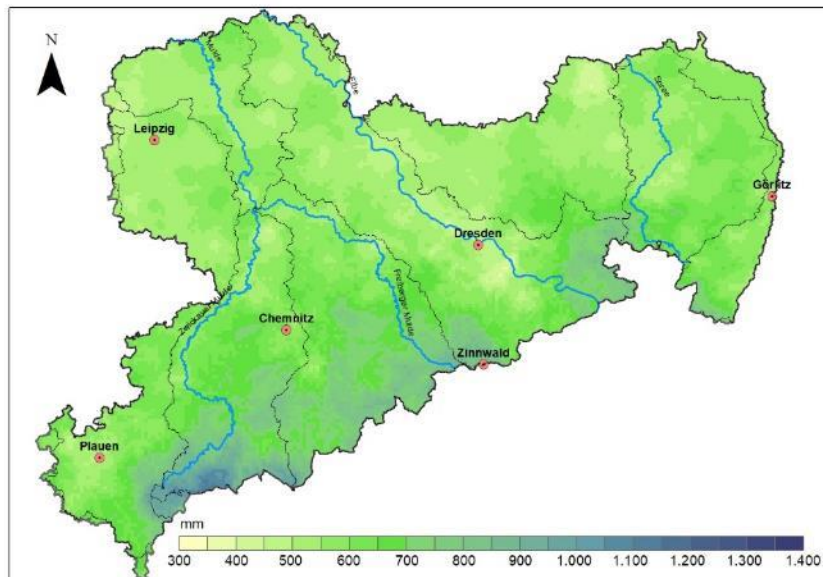 N
Mulde
Elbe
Spree
Leipzig
Görlitz
Dresden
Freiberger Mulde
Zwickauer Mulde
Chemnitz
Zinnwald
Plauen
mm
300 400 500 600 700 800 900 1.000 1.100 1.200 1.300 1.400